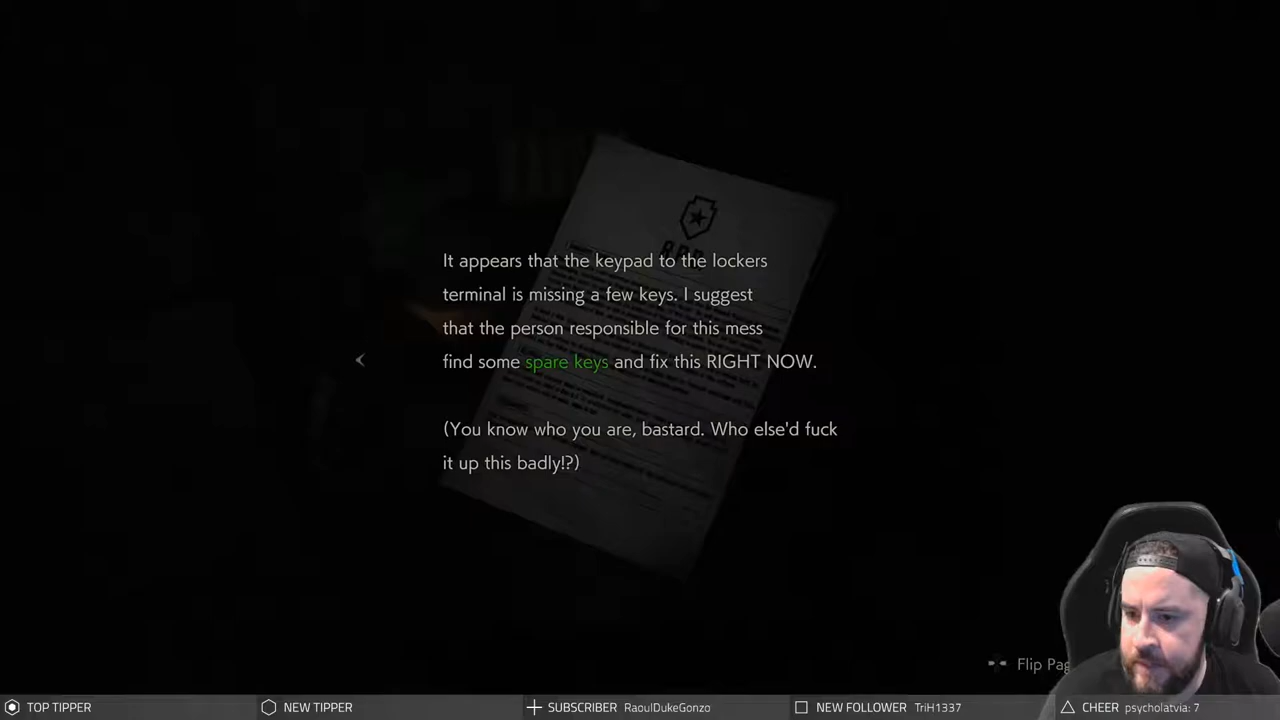 It appears that the keypad to the lockers
terminal is missing a few keys. I suggest
that the person responsible for this mess
find some spare keys and fix this RIGHT NOW.
(You know who you are, bastard. Who else'd fuck
it up this badly!?)
Flip Pag
TOP TIPPER NEW TIPPER SUBSCRIBER RaoulDukeGonzo NEW FOLLOWER TriH1337 CHEER psycholatvia: 7